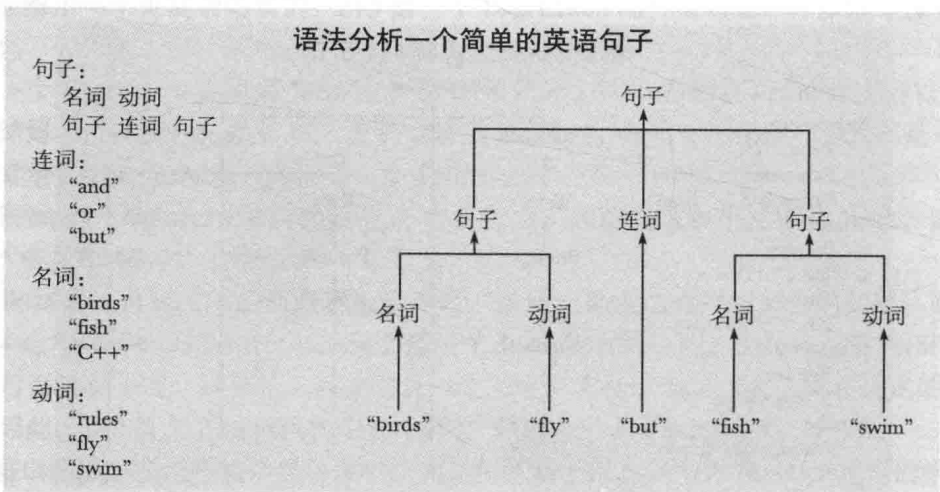 语法分析一个简单的英语句子
句子：
名词 动词
句子 连词 句子
连词：
“and”
“or”
“but”
名词：
“birds”
“fish”
“C++”
动词：
“rules”
“fly”
“swim”
句子
句子 连词 句子
名词 动词 名词 动词
“birds” “fly” “but” “fish” “swim”